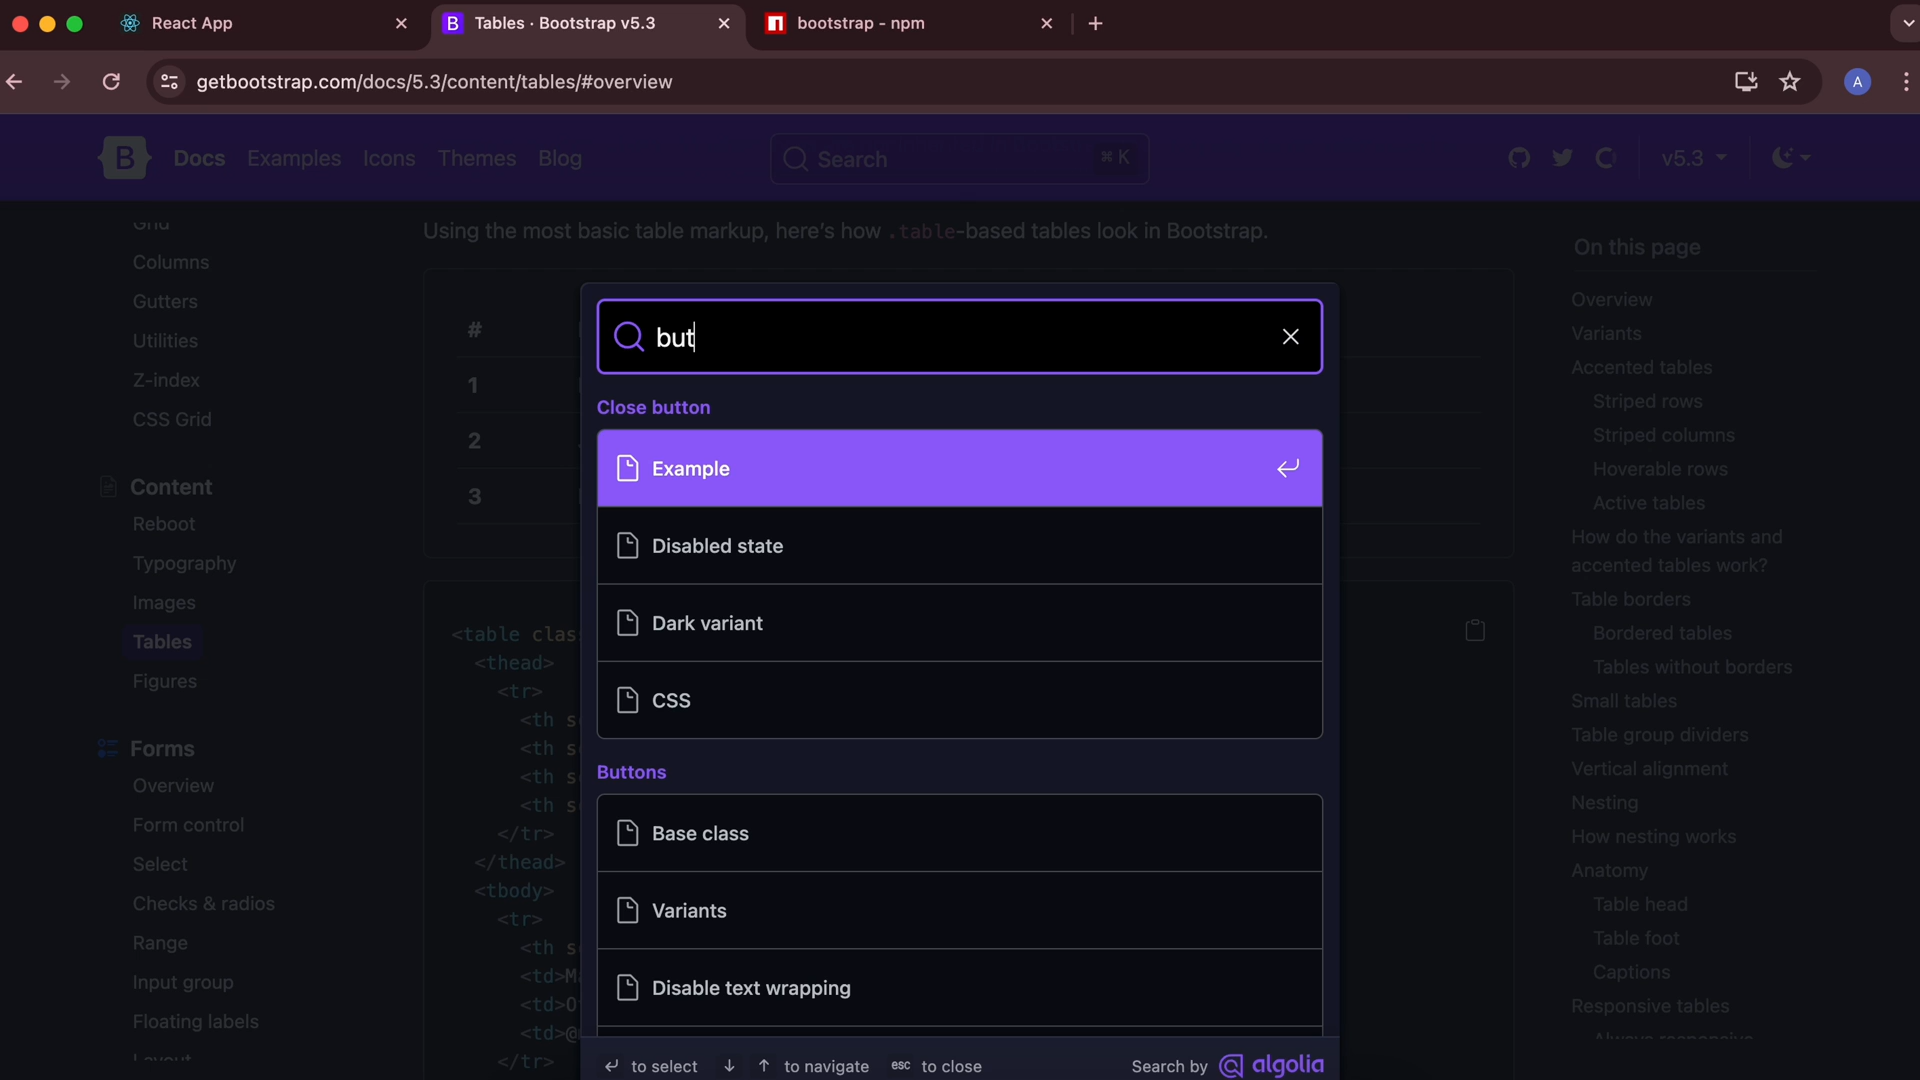 React App
Tables · Bootstrap v5.3
bootstrap - npm
getbootstrap.com/docs/5.3/content/tables/#overview
A
B
Docs
Examples
Icons
Themes
Blog
Search
⌘ K
v5.3
Grid
Columns
Gutters
Utilities
Z-index
CSS Grid
Content
Reboot
Typography
Images
Tables
Figures
Forms
Overview
Form control
Select
Checks & radios
Range
Input group
Floating labels
Layout
Using the most basic table markup, here's how .table-based tables look in Bootstrap.
#
1
2
3
<table clas
<thead>
<tr>
<th s
<th s
<th s
<th s
</tr>
</thead>
<tbody>
<tr>
<th s
<td>M
<td>O
<td>@
</tr>
but
Close button
Example
Disabled state
Dark variant
CSS
Buttons
Base class
Variants
Disable text wrapping
to select
to navigate
esc to close
Search by algolia
On this page
Overview
Variants
Accented tables
Striped rows
Striped columns
Hoverable rows
Active tables
How do the variants and
accented tables work?
Table borders
Bordered tables
Tables without borders
Small tables
Table group dividers
Vertical alignment
Nesting
How nesting works
Anatomy
Table head
Table foot
Captions
Responsive tables
Always responsive